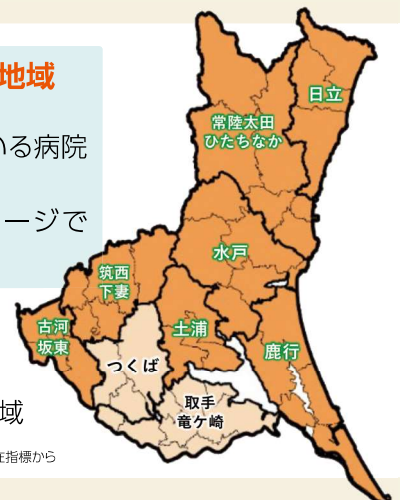 地域
いる病院
ージで
日立
常陸太田
ひたちなか
水戸
筑西
下妻
古河
坂東
土浦
つくば
鹿行
取手
竜ケ崎
域
在指標から